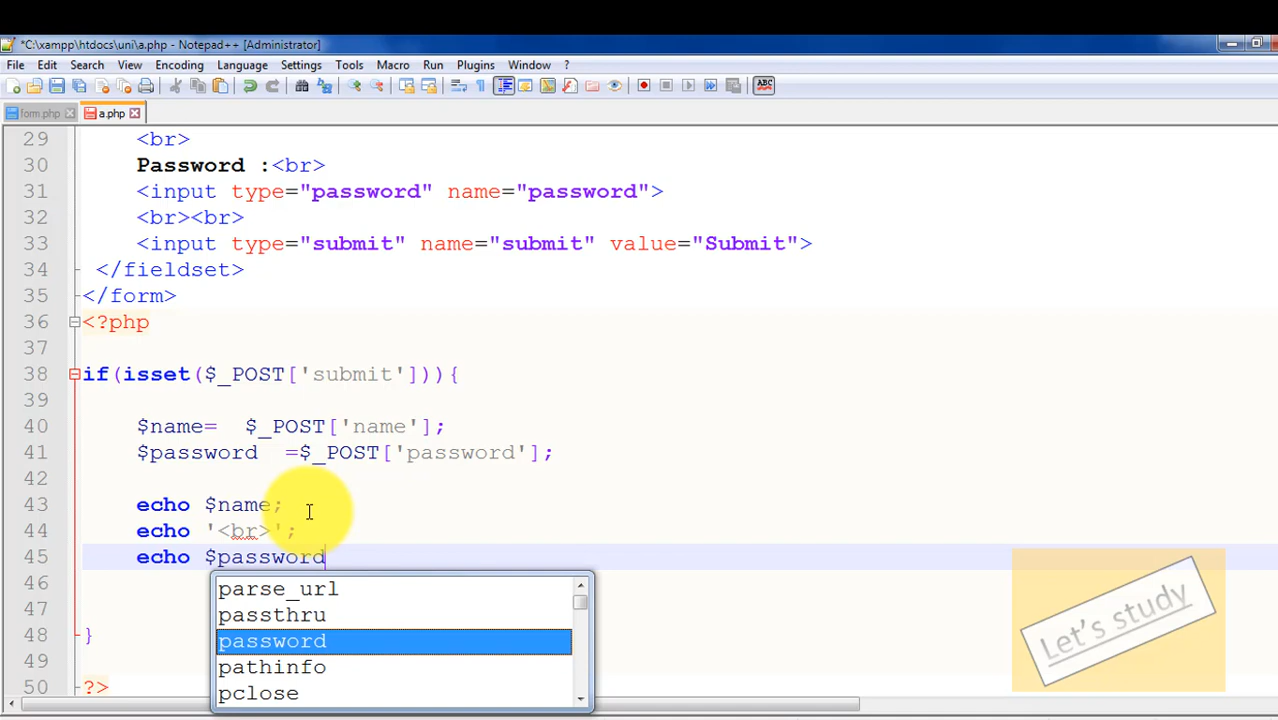 *C:\xampp\htdocs\uni\a.php - Notepad++ [Administrator]
File Edit Search View Encoding Language Settings Tools Macro Run Plugins Window ?
ABC
form.php a.php
29 <br>
30 Password :<br>
31 <input type="password" name="password">
32 <br><br>
33 <input type="submit" name="submit" value="Submit">
34 </fieldset>
35 </form>
36 <?php
37
38 if(isset($_POST['submit'])){
39
40 $name=  $_POST['name'];
41 $password  =$_POST['password'];
42
43 echo $name;
44 echo '<br>';
45 echo $password
46 parse_url
47 passthru
password
48 }
49 pathinfo
50 ?> pclose
Let's study